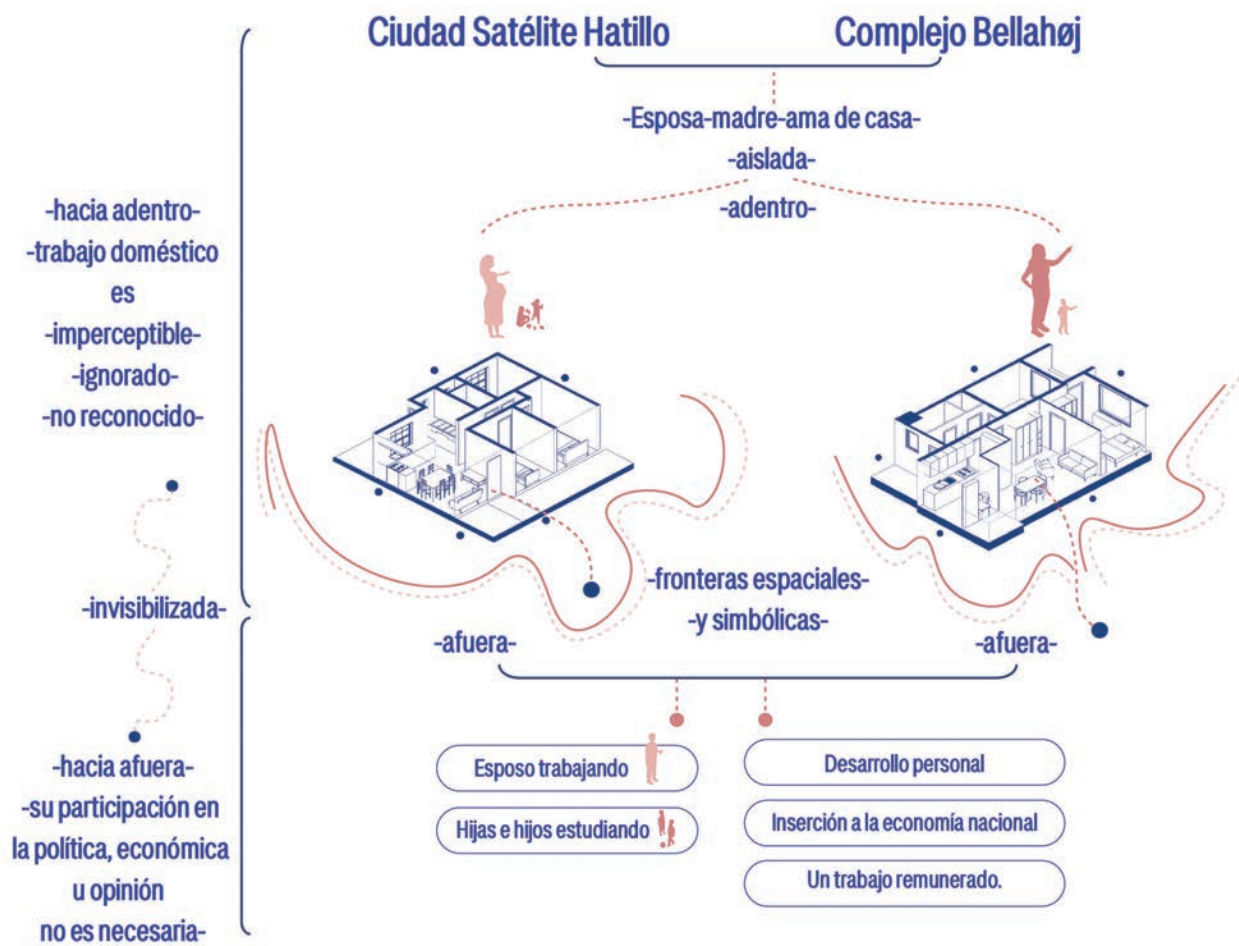 Ciudad Satélite Hatillo
Complejo Bellahøj
-Esposa-madre-ama de casa-
-aislada-
-adentro-
-hacia adentro-
-trabajo doméstico
es
-imperceptible-
-ignorado-
-no reconocido-
-invisibilizada-
-hacia afuera-
-su participación en
la política, económica
u opinión
no es necesaria-
-fronteras espaciales-
-y simbólicas-
-afuera-
-afuera-
Esposo trabajando
Hijas e hijos estudiando
Desarrollo personal
Inserción a la economía nacional
Un trabajo remunerado.